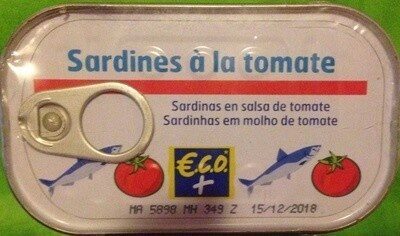 Sardines à la tomate
Sardinas en salsa de tomate
Sardinhas em molho de tomate
€.C.O.
+
MA 5898 MH 349 Z 15/12/2018